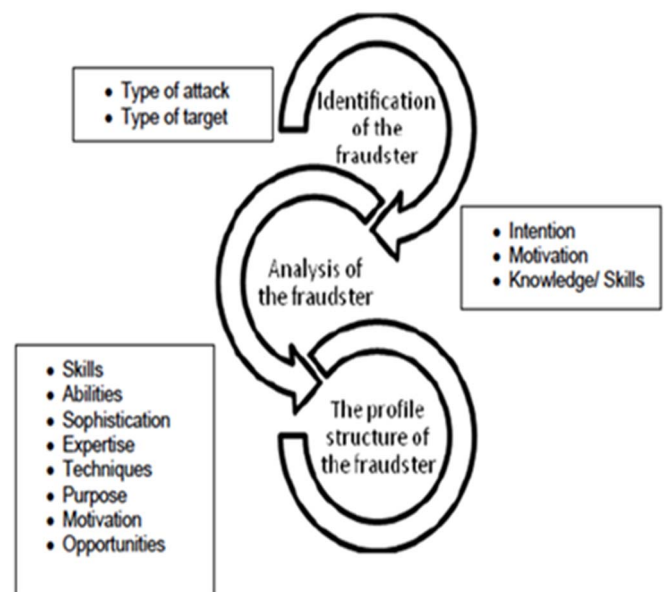 • Type of attack
• Type of target
Identification
of the
fraudster
• Intention
• Motivation
• Knowledge/ Skills
Analysis of
the fraudster
• Skills
• Abilities
• Sophistication
• Expertise
• Techniques
• Purpose
• Motivation
• Opportunities
The profile
structure of
the fraudster